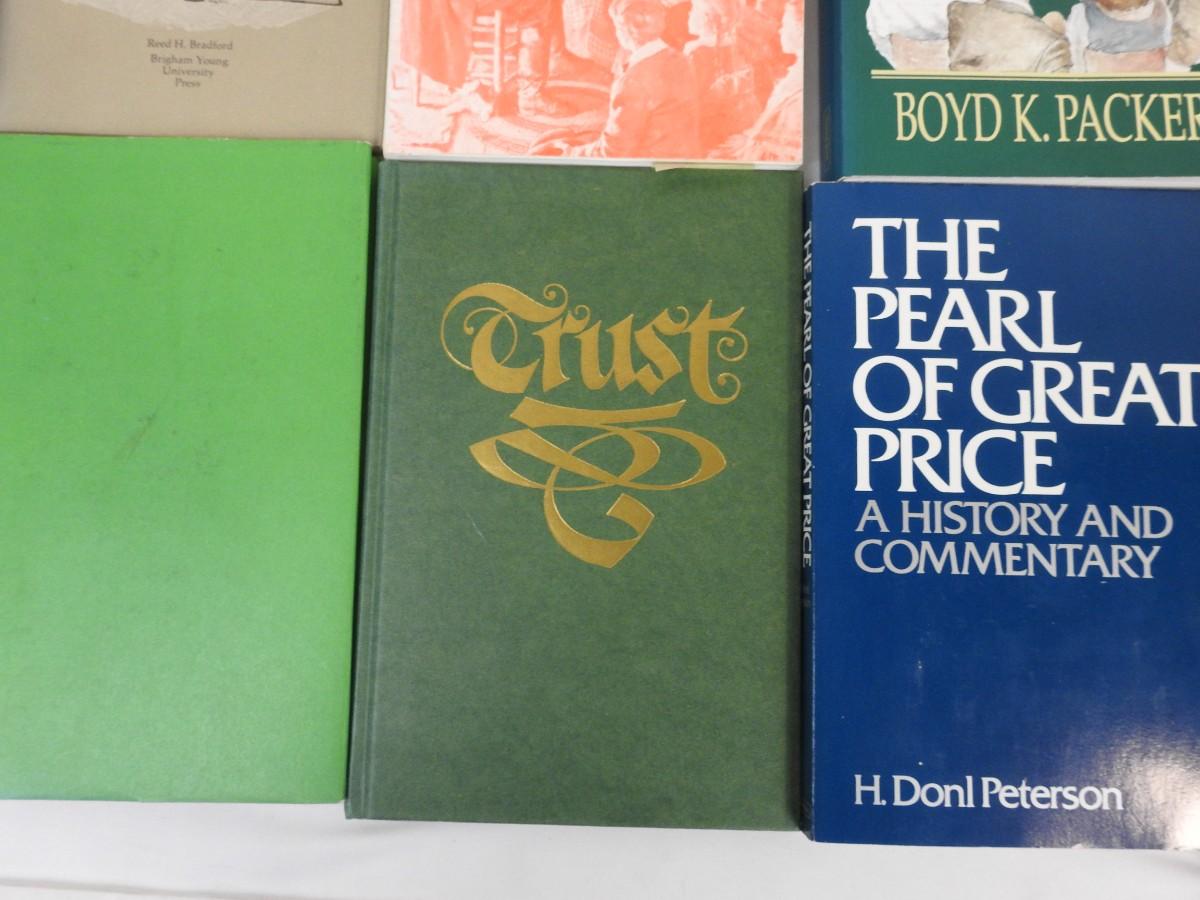 Reed H. Bradford
Brigham Young
University
Press
BOYD K. PACKER
Trust
THE PEARL OF GREAT PRICE
THE
PEARL
OF GREAT
PRICE
A HISTORY AND
COMMENTARY
H. Donl Peterson